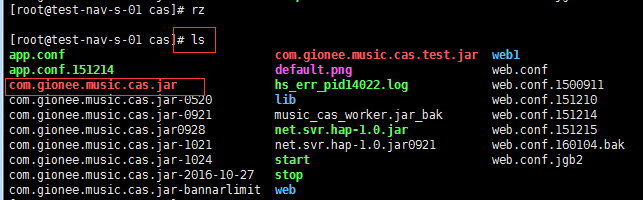 [root@test-nav-s-01 cas]# rz
[root@test-nav-s-01 cas]# ls
app.conf com.gionee.music.cas.test.jar web1
app.conf.151214 default.png web.conf
com.gionee.music.cas.jar hs_err_pid14022.log web.conf.1500911
com.gionee.music.cas.jar-0520 lib web.conf.151210
com.gionee.music.cas.jar-0921 music_cas_worker.jar_bak web.conf.151214
com.gionee.music.cas.jar0928 net.svr.hap-1.0.jar web.conf.151215
com.gionee.music.cas.jar-1021 net.svr.hap-1.0.jar0921 web.conf.160104.bak
com.gionee.music.cas.jar-1024 start web.conf.jgb2
com.gionee.music.cas.jar-2016-10-27 stop
com.gionee.music.cas.jar-bannarlimit web